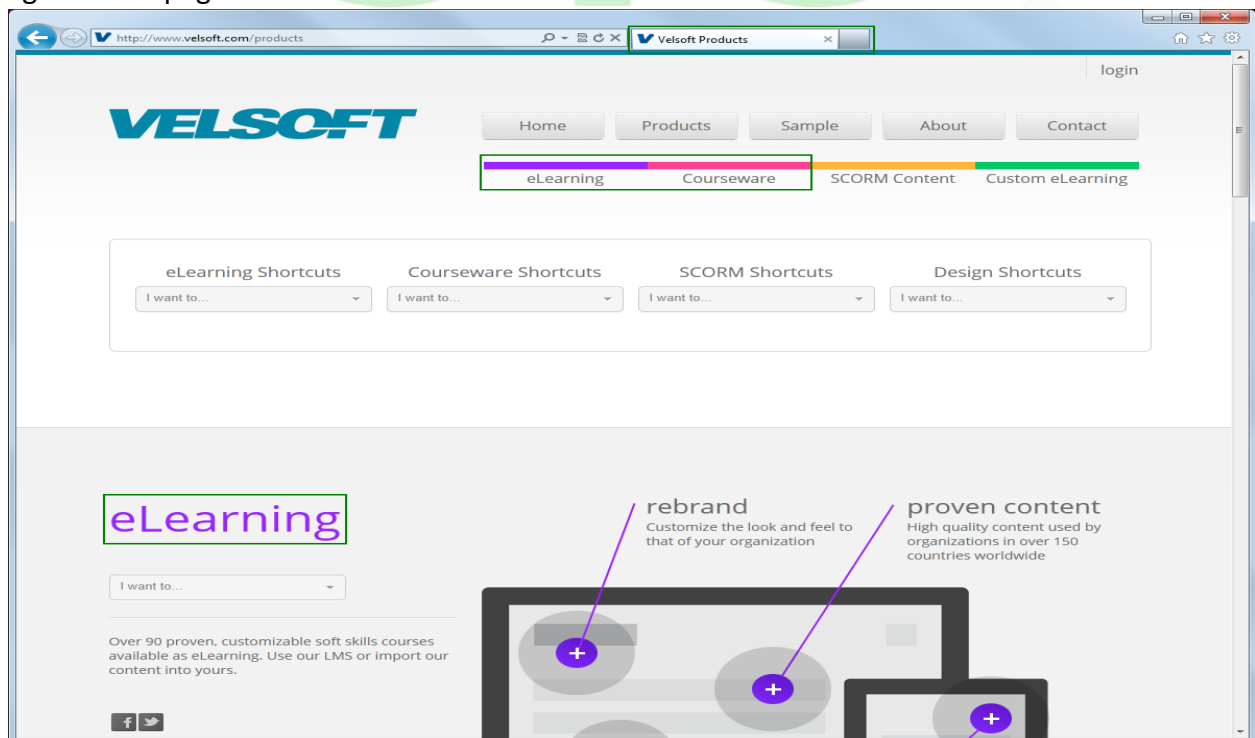 http://www.velsoft.com/products
Velsoft Products
login
VELSOFT
Home Products Sample About Contact
eLearning Courseware SCORM Content Custom eLearning
eLearning Shortcuts Courseware Shortcuts SCORM Shortcuts Design Shortcuts
I want to... I want to... I want to... I want to...
eLearning
I want to...
Over 90 proven, customizable soft skills courses
available as eLearning. Use our LMS or import our
content into yours.
rebrand
Customize the look and feel to
that of your organization
proven content
High quality content used by
organizations in over 150
countries worldwide